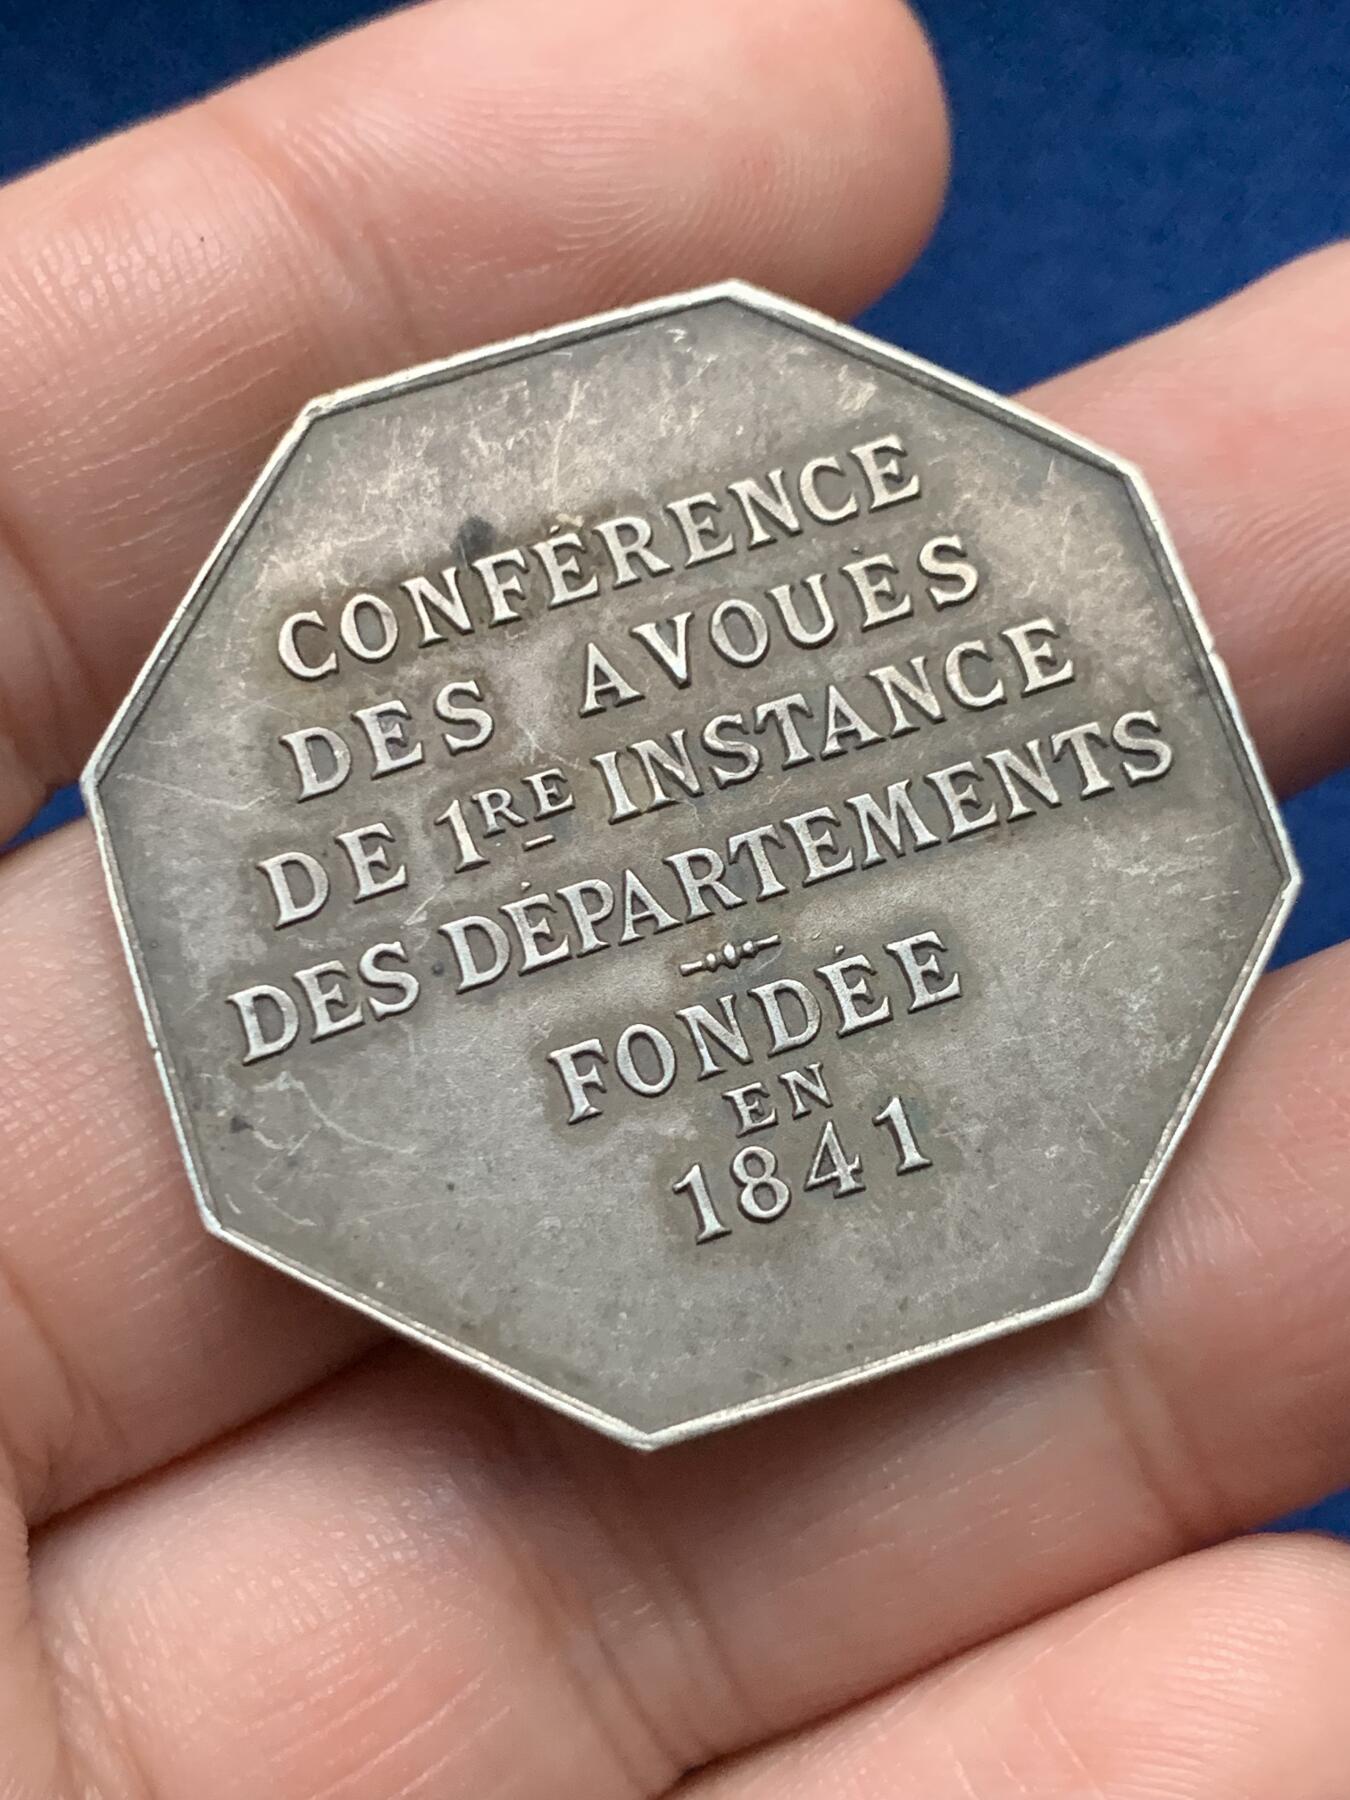 CONFÉRENCE
DES AVOUÉS
DE 1RE INSTANCE
DES DÉPARTEMENTS
FONDÉE
EN
1841